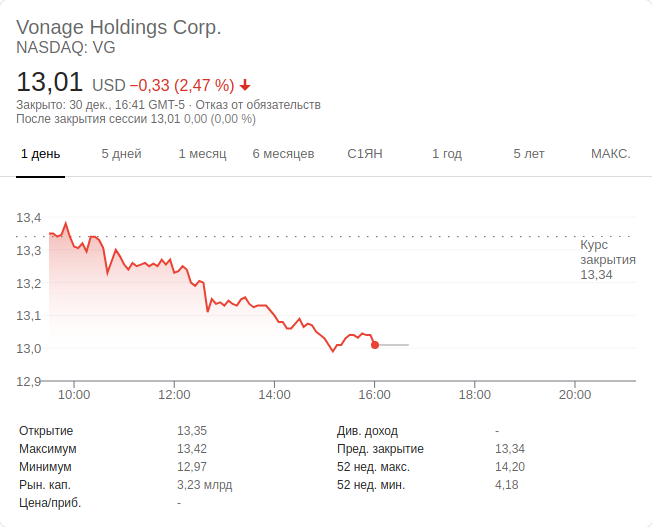 Vonage Holdings Corp.
NASDAQ: VG
13,01 USD −0,33 (2,47 %)
Закрыто: 30 дек., 16:41 GMT-5 · Отказ от обязательств
После закрытия сессии 13,01 0,00 (0,00 %)
1 день 5 дней 1 месяц 6 месяцев С1ЯН 1 год 5 лет МАКС.
13,4
Курс
закрытия
13,34
13,3
13,2
13,1
13,0
12,9
10:00 12:00 14:00 16:00 18:00 20:00
Открытие 13,35 Див. доход -
Максимум 13,42 Пред. закрытие 13,34
Минимум 12,97 52 нед. макс. 14,20
Рын. кап. 3,23 млрд 52 нед. мин. 4,18
Цена/приб. -